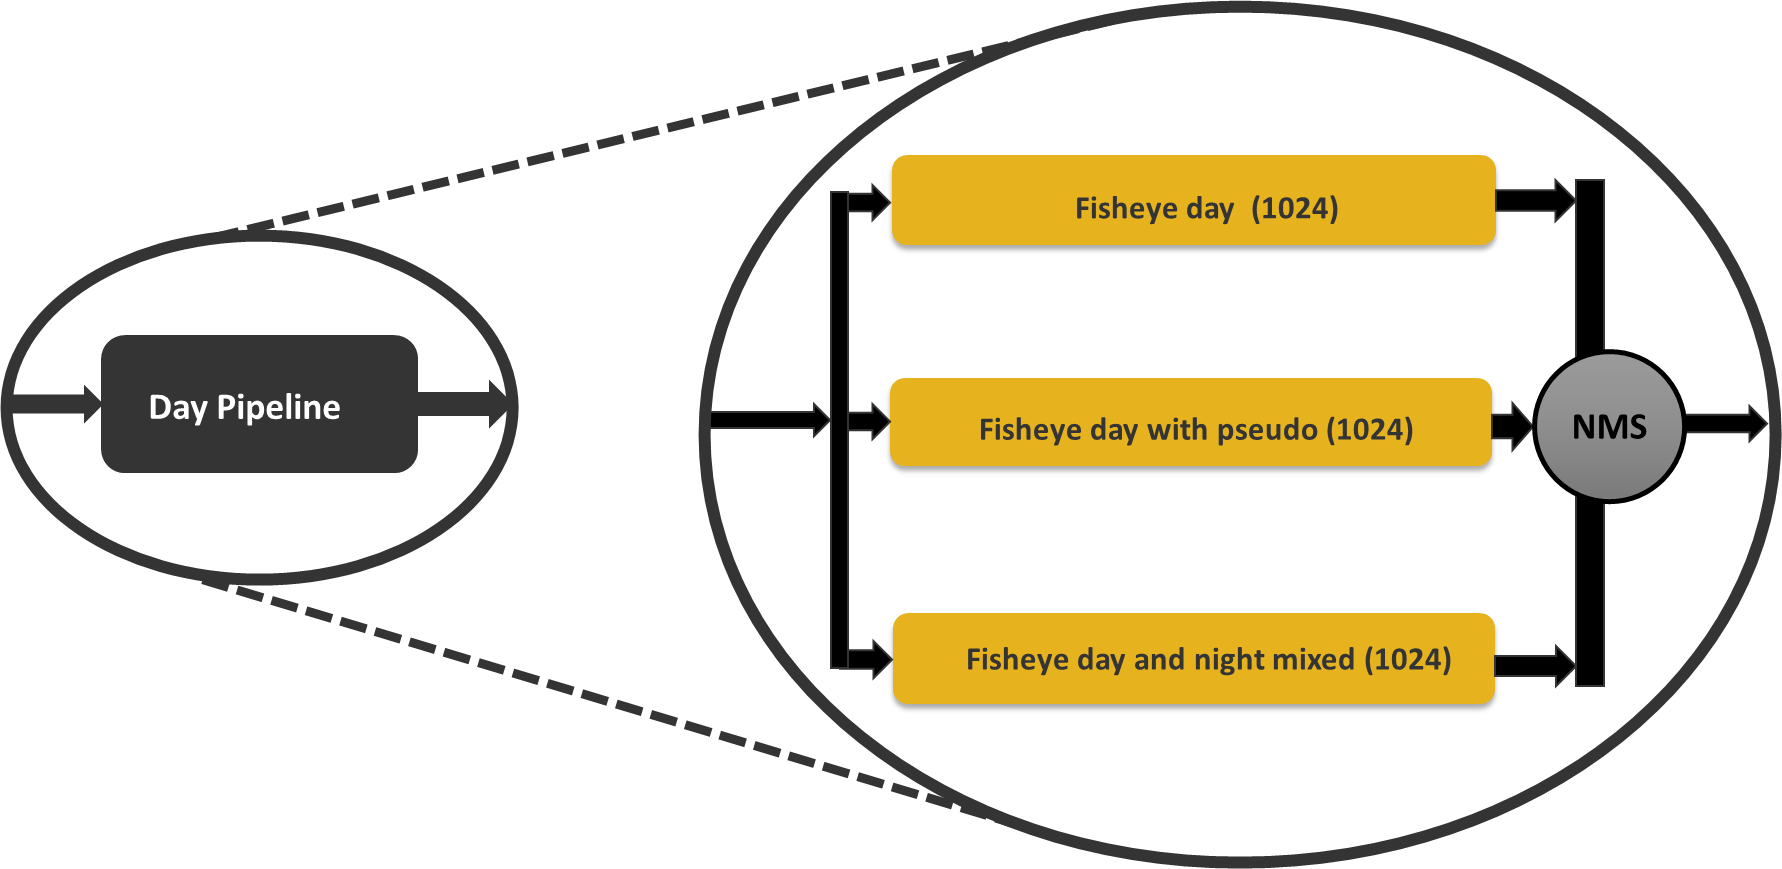 Day Pipeline
Fisheye day (1024)
Fisheye day with pseudo (1024)
Fisheye day and night mixed (1024)
NMS